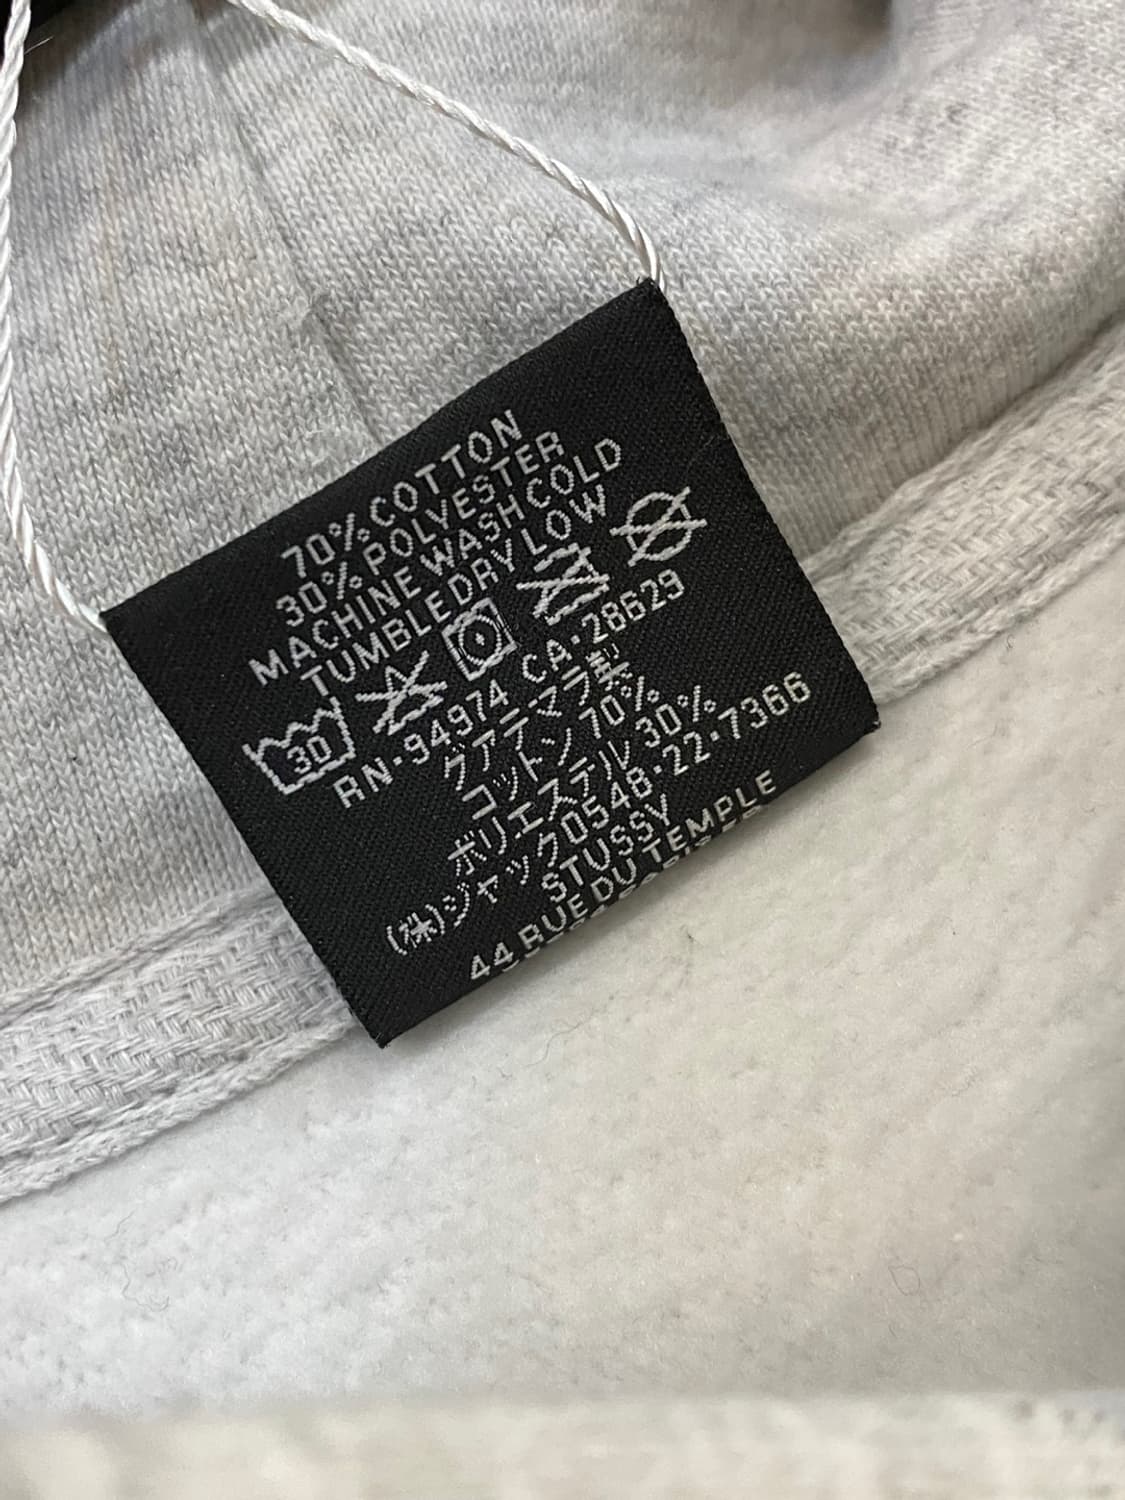 70% COTTON
30% POLYESTER
MACHINE WASH COLD
TUMBLE DRY LOW
30
RN·94974 CA·28629
グアテマラ製
コットン 70%
ポリエステル 30%
(株)ジャック0548·22·7366
STUSSY
44 RUE DU TEMPLE